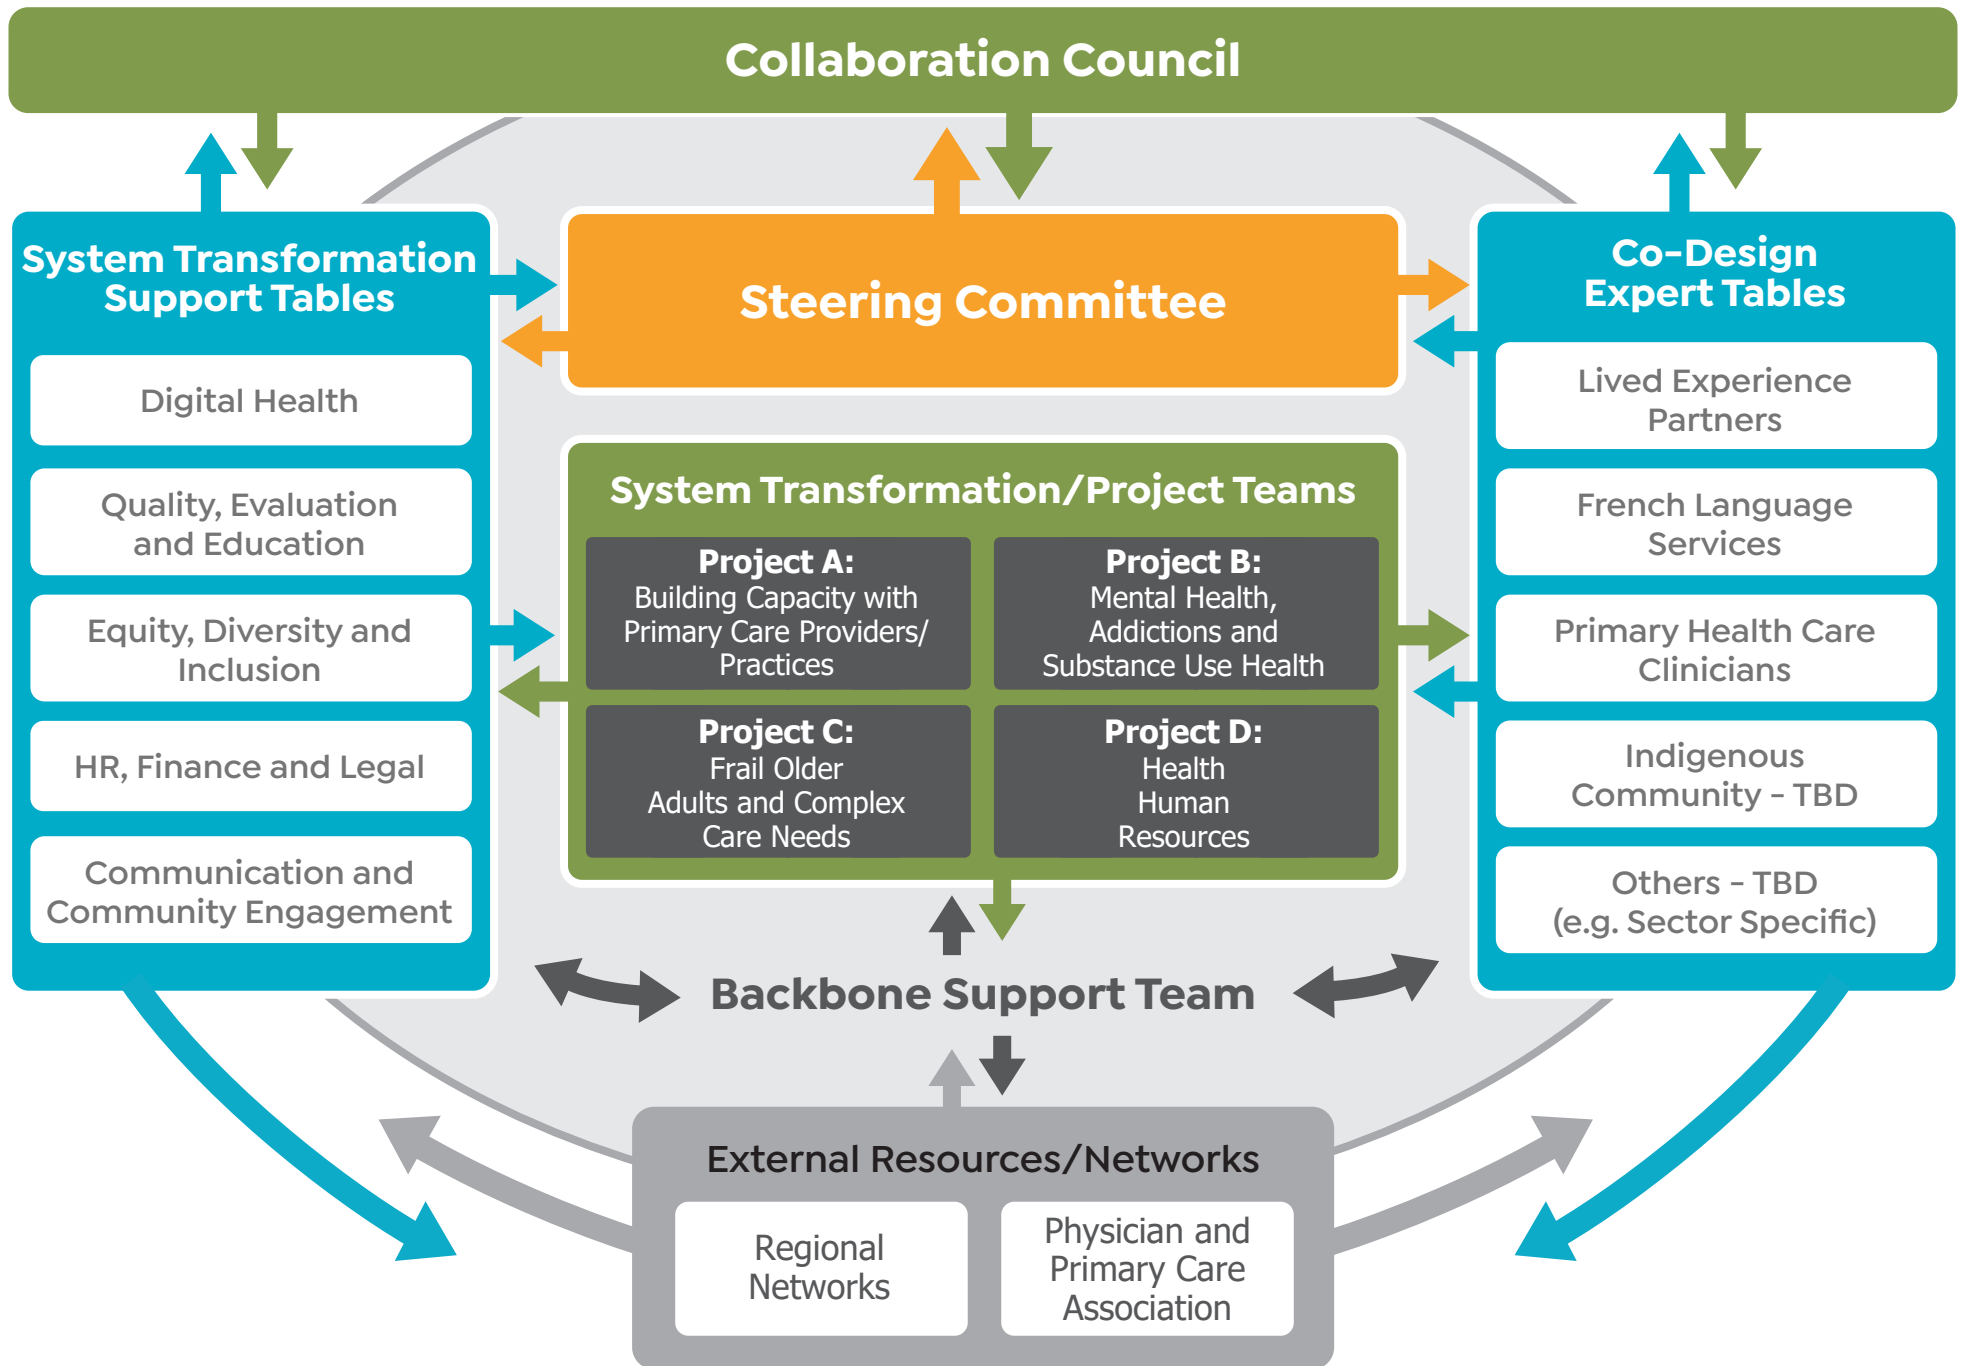 Collaboration Council
System Transformation
Support Tables
Digital Health
Quality, Evaluation
and Education
Equity, Diversity and
Inclusion
HR, Finance and Legal
Communication and
Community Engagement
Steering Committee
System Transformation/Project Teams
Project A:
Building Capacity with
Primary Care Providers/
Practices
Project B:
Mental Health,
Addictions and
Substance Use Health
Project C:
Frail Older
Adults and Complex
Care Needs
Project D:
Health
Human
Resources
Co-Design
Expert Tables
Lived Experience
Partners
French Language
Services
Primary Health Care
Clinicians
Indigenous
Community - TBD
Others - TBD
(e.g. Sector Specific)
Backbone Support Team
External Resources/Networks
Regional
Networks
Physician and
Primary Care
Association